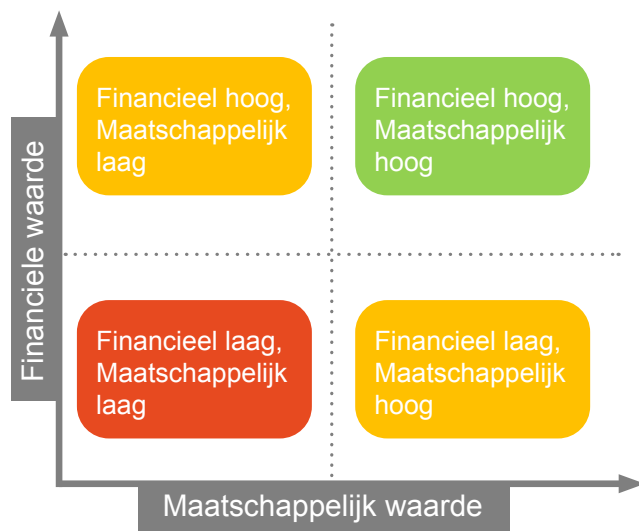 Financiele waarde
Financieel hoog,
Maatschappelijk
laag
Financieel hoog,
Maatschappelijk
hoog
Financieel laag,
Maatschappelijk
laag
Financieel laag,
Maatschappelijk
hoog
Maatschappelijk waarde